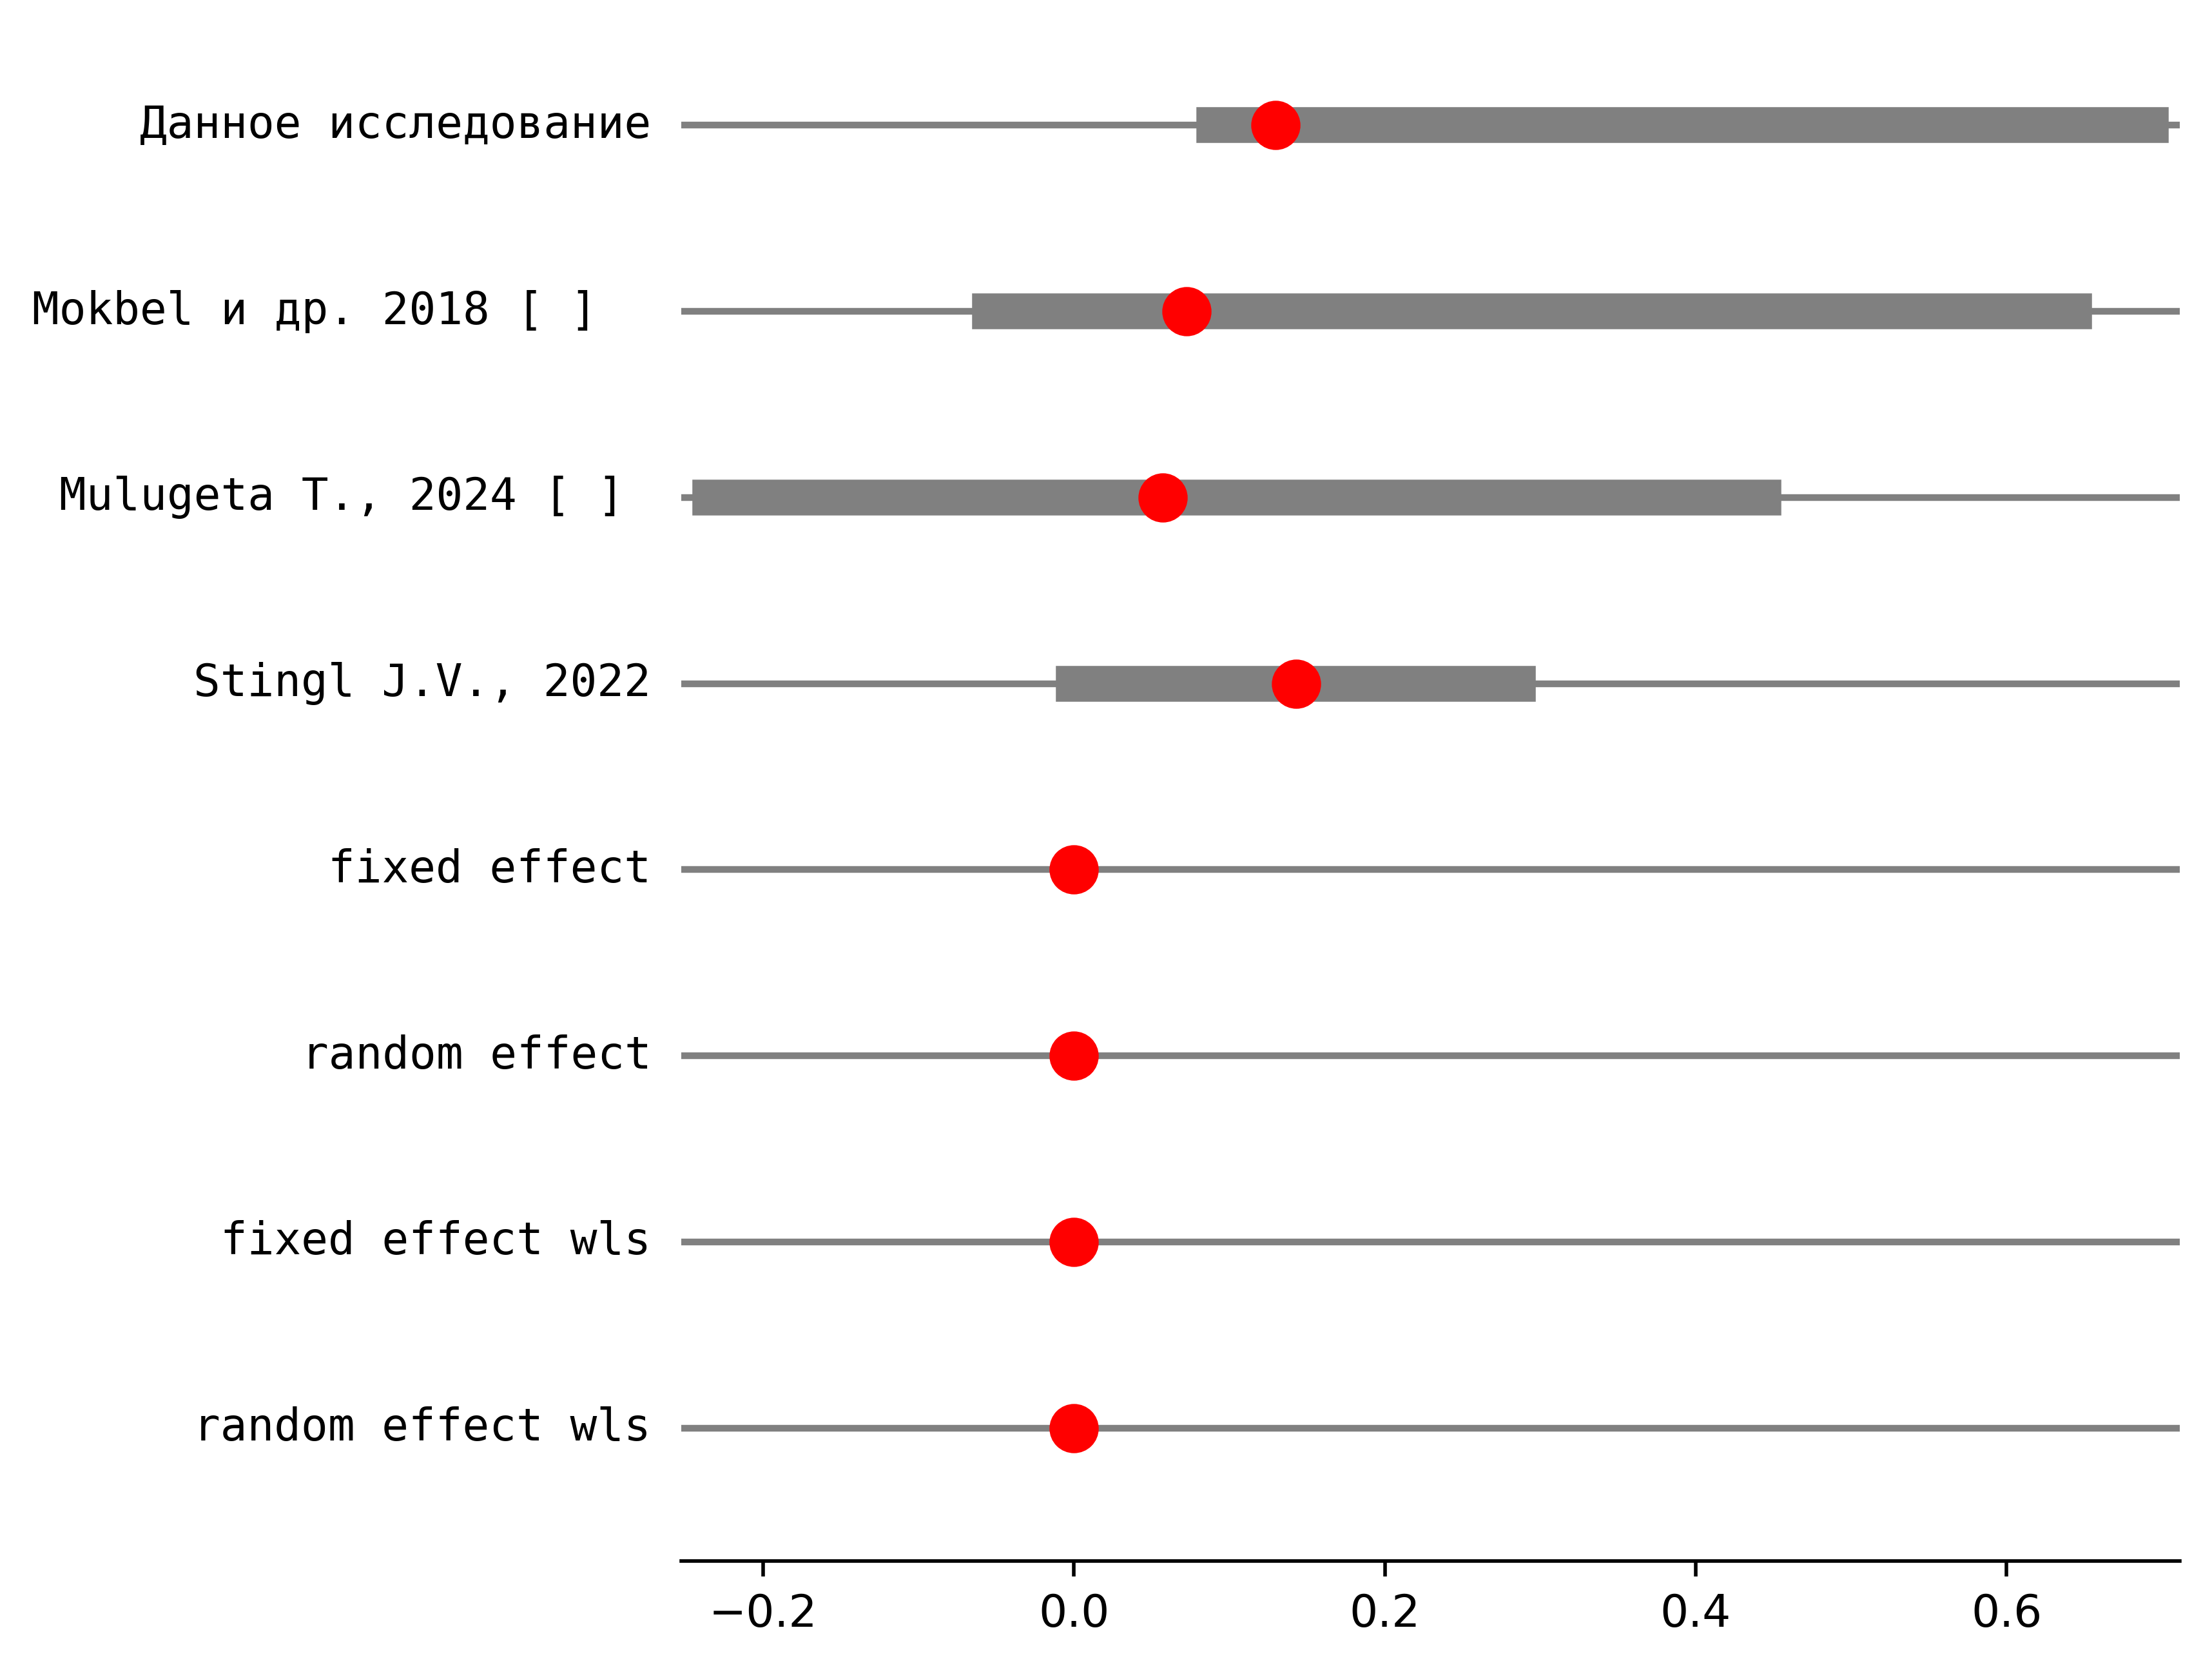 Данное исследование
Mokbel и др. 2018 [ ]
Mulugeta T., 2024 [ ]
Stingl J.V., 2022
fixed effect
random effect
fixed effect wls
random effect wls
−0.2 0.0 0.2 0.4 0.6